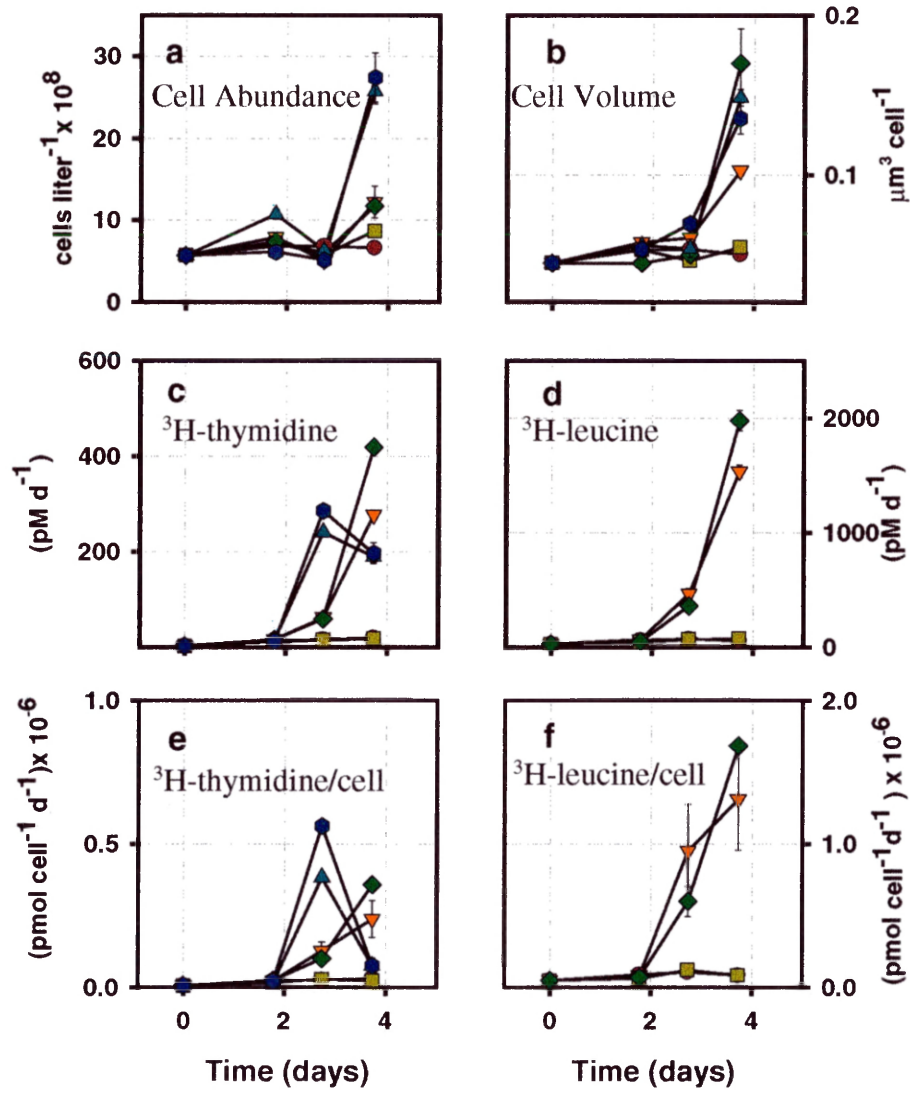 a
Cell Abundance
cells liter⁻¹ x 10⁸
30
20
10
0
b
Cell Volume
0.2
0.1
µm³ cell⁻¹
c
³H-thymidine
(pM d⁻¹)
600
400
200
d
³H-leucine
2000
1000
0
(pM d⁻¹)
e
³H-thymidine/cell
(pmol cell⁻¹ d⁻¹) x 10⁻⁶
1.0
0.5
0.0
0 2 4
Time (days)
f
³H-leucine/cell
2.0
1.0
0.0
(pmol cell⁻¹ d⁻¹) x 10⁻⁶
0 2 4
Time (days)